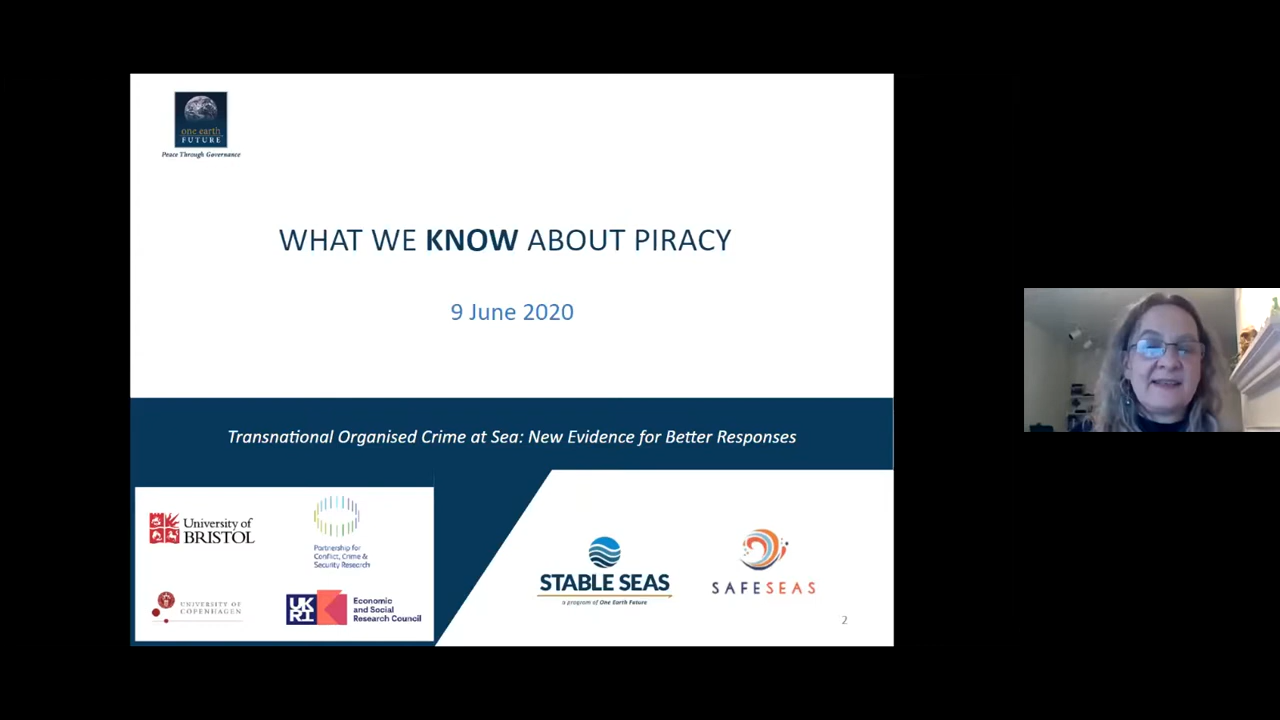 one earth
FUTURE
Peace Through Governance
WHAT WE KNOW ABOUT PIRACY
9 June 2020
Transnational Organised Crime at Sea: New Evidence for Better Responses
University of
BRISTOL
Partnership for
Conflict, Crime &
Security Research
UNIVERSITY OF
COPENHAGEN
UK
RI
Economic
and Social
Research Council
STABLE SEAS
a program of One Earth Future
SAFESEAS
2